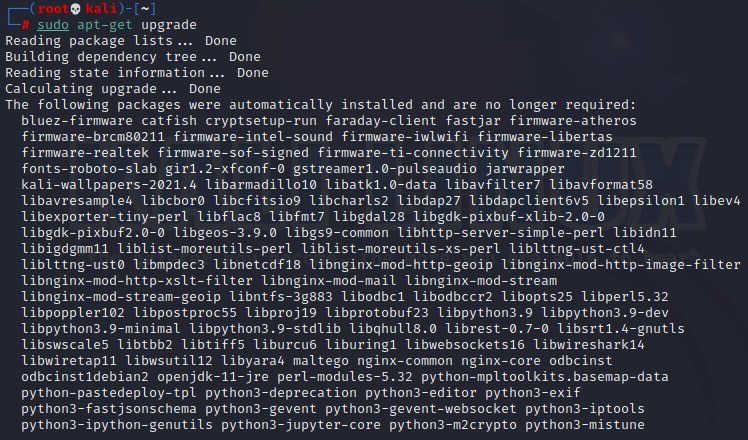 ┌──(root💀kali)-[~]
└─# sudo apt-get upgrade
Reading package lists... Done
Building dependency tree... Done
Reading state information... Done
Calculating upgrade... Done
The following packages were automatically installed and are no longer required:
  bluez-firmware catfish cryptsetup-run faraday-client fastjar firmware-atheros
  firmware-brcm80211 firmware-intel-sound firmware-iwlwifi firmware-libertas
  firmware-realtek firmware-sof-signed firmware-ti-connectivity firmware-zd1211
  fonts-roboto-slab gir1.2-xfconf-0 gstreamer1.0-pulseaudio jarwrapper
  kali-wallpapers-2021.4 libarmadillo10 libatk1.0-data libavfilter7 libavformat58
  libavresample4 libcbor0 libcfitsio9 libcharls2 libdap27 libdapclient6v5 libepsilon1 libev4
  libexporter-tiny-perl libflac8 libfmt7 libgdal28 libgdk-pixbuf-xlib-2.0-0
  libgdk-pixbuf2.0-0 libgeos-3.9.0 libgs9-common libhttp-server-simple-perl libidn11
  libigdgmm11 liblist-moreutils-perl liblist-moreutils-xs-perl liblttng-ust-ctl4
  liblttng-ust0 libmpdec3 libnetcdf18 libnginx-mod-http-geoip libnginx-mod-http-image-filter
  libnginx-mod-http-xslt-filter libnginx-mod-mail libnginx-mod-stream
  libnginx-mod-stream-geoip libntfs-3g883 libodbc1 libodbccr2 libopts25 libperl5.32
  libpoppler102 libpostproc55 libproj19 libprotobuf23 libpython3.9 libpython3.9-dev
  libpython3.9-minimal libpython3.9-stdlib libqhull8.0 librest-0.7-0 libsrt1.4-gnutls
  libswscale5 libtbb2 libtiff5 liburcu6 liburing1 libwebsockets16 libwireshark14
  libwiretap11 libwsutil12 libyara4 maltego nginx-common nginx-core odbcinst
  odbcinst1debian2 openjdk-11-jre perl-modules-5.32 python-mpltoolkits.basemap-data
  python-pastedeploy-tpl python3-deprecation python3-editor python3-exif
  python3-fastjsonschema python3-gevent python3-gevent-websocket python3-iptools
  python3-ipython-genutils python3-jupyter-core python3-m2crypto python3-mistune